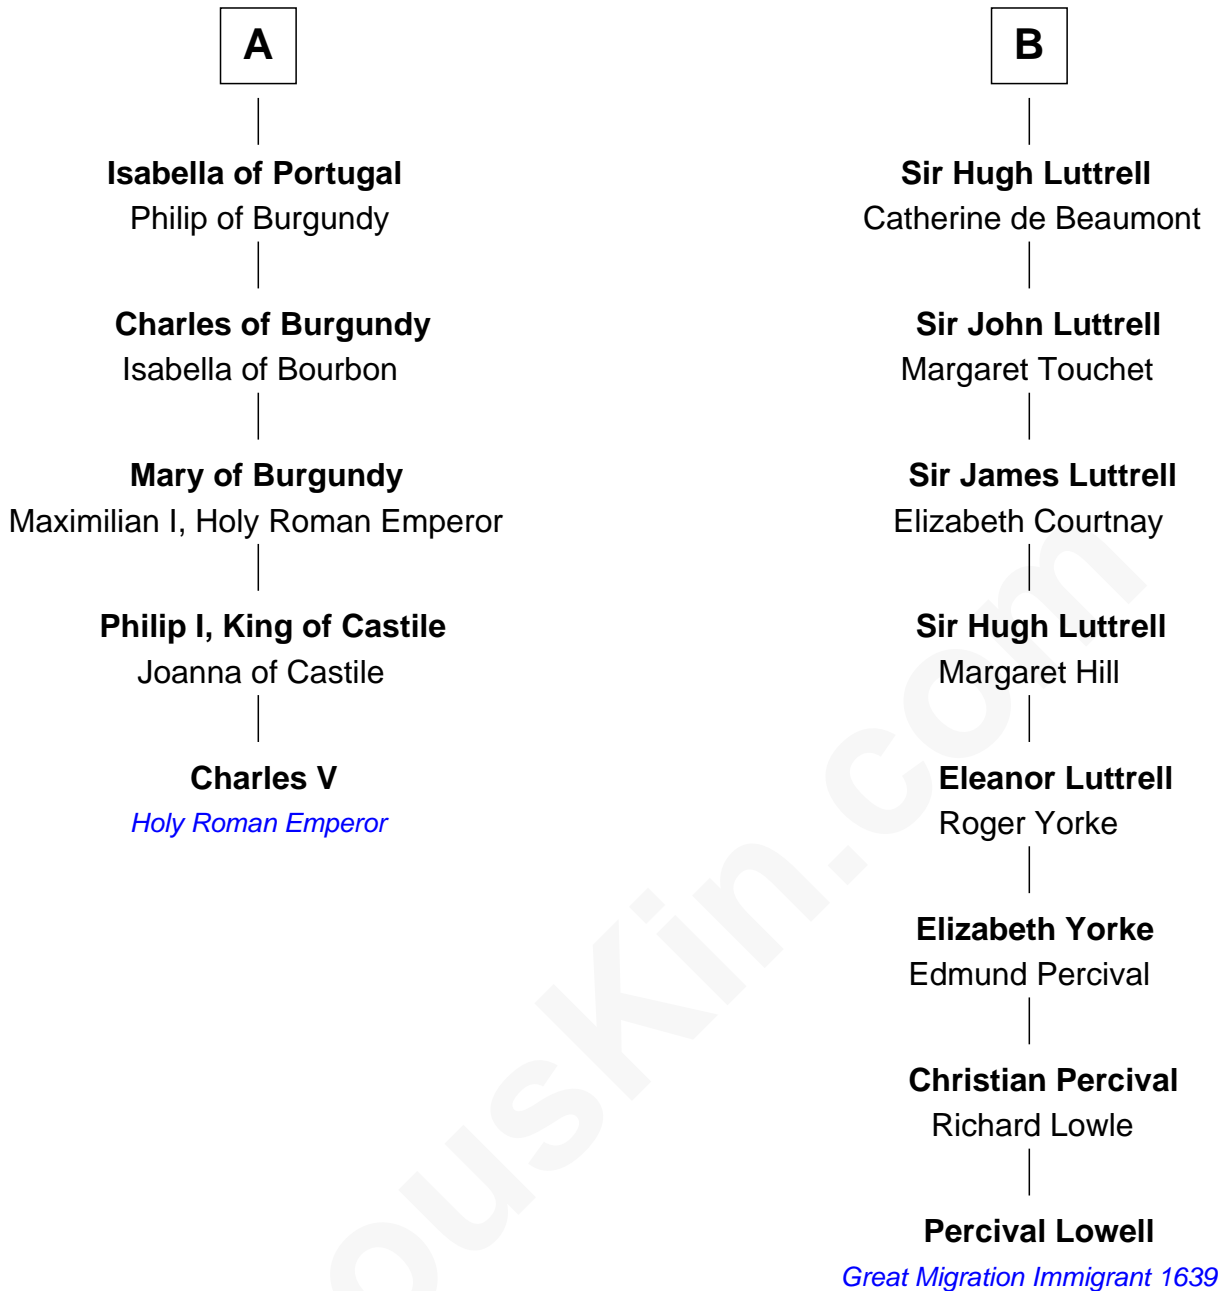 A
Isabella of Portugal
Philip of Burgundy
Charles of Burgundy
Isabella of Bourbon
Mary of Burgundy
Maximilian I, Holy Roman Emperor
Philip I, King of Castile
Joanna of Castile
Charles V
Holy Roman Emperor
B
Sir Hugh Luttrell
Catherine de Beaumont
Sir John Luttrell
Margaret Touchet
Sir James Luttrell
Elizabeth Courtnay
Sir Hugh Luttrell
Margaret Hill
Eleanor Luttrell
Roger Yorke
Elizabeth Yorke
Edmund Percival
Christian Percival
Richard Lowle
Percival Lowell
Great Migration Immigrant 1639
ousKin.com